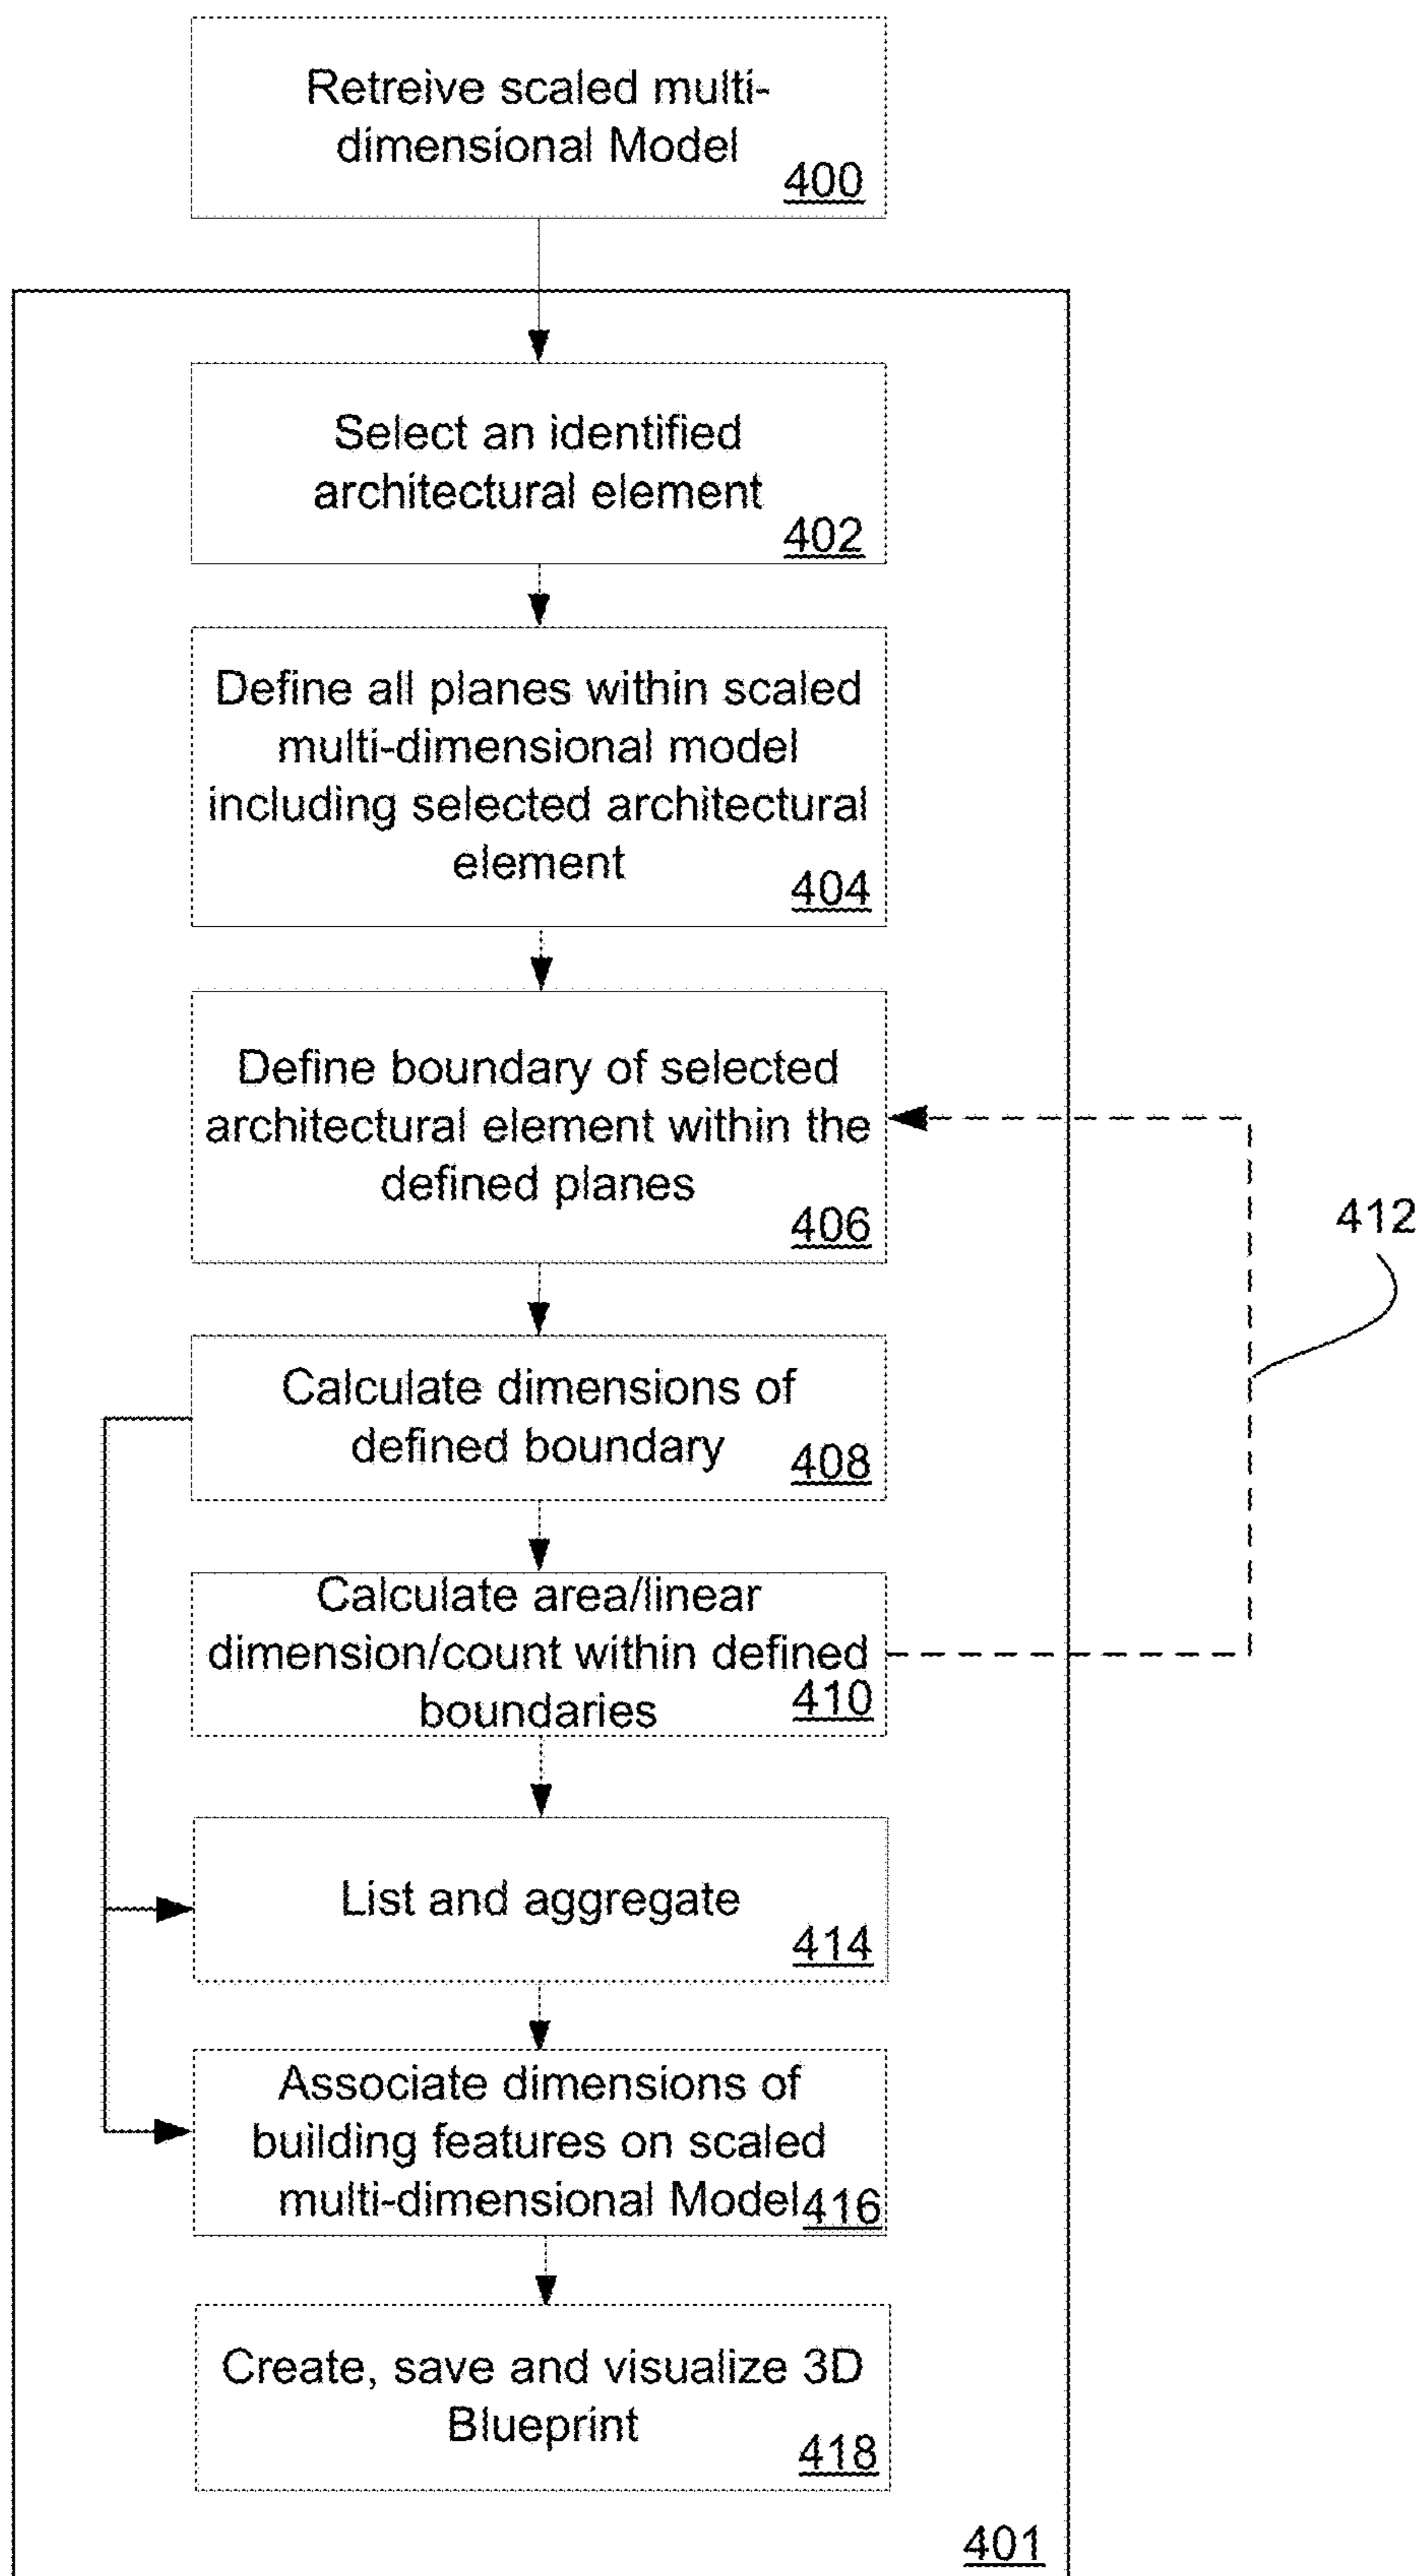 Retreive scaled multi-
dimensional Model
400
Select an identified
architectural element
402
Define all planes within scaled
multi-dimensional model
including selected architectural
element
404
Define boundary of selected
architectural element within the
defined planes
406
412
Calculate dimensions of
defined boundary
408
Calculate area/linear
dimension/count within defined
boundaries
410
List and aggregate
414
Associate dimensions of
building features on scaled
multi-dimensional Model
416
Create, save and visualize 3D
Blueprint
418
401